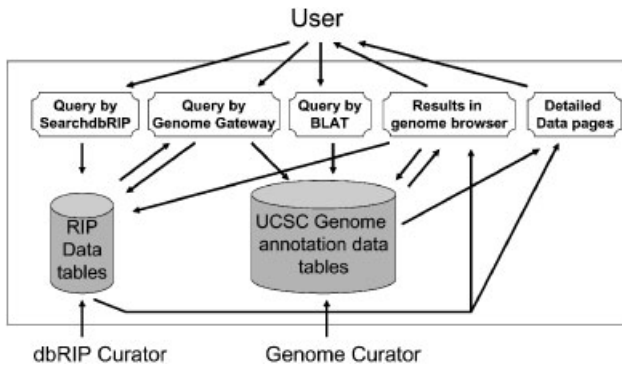 User
Query by
SearchdbRIP
Query by
Genome Gateway
Query by
BLAT
Results in
genome browser
Detailed
Data pages
RIP
Data
tables
UCSC Genome
annotation data
tables
dbRIP Curator
Genome Curator